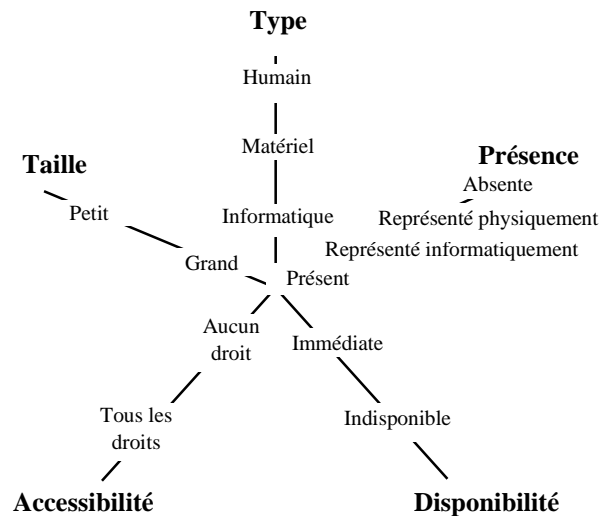 Type
Humain
Matériel
Taille
Présence
Absente
Petit
Informatique
Représenté physiquement
Représenté informatiquement
Grand
Présent
Aucun
droit
Immédiate
Tous les
droits
Indisponible
Accessibilité
Disponibilité